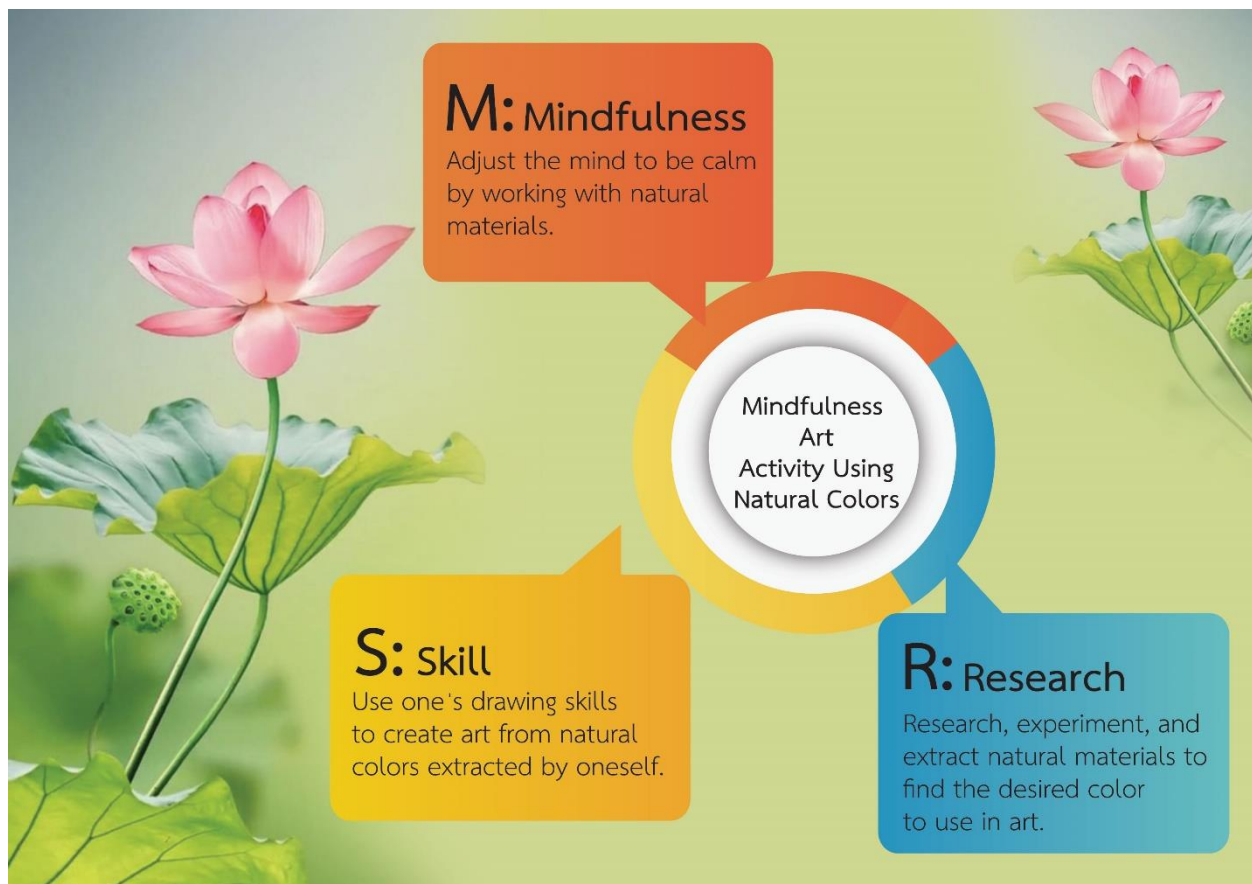 M: Mindfulness
Adjust the mind to be calm
by working with natural
materials.
Mindfulness
Art
Activity Using
Natural Colors
S: Skill
Use one's drawing skills
to create art from natural
colors extracted by oneself.
R: Research
Research, experiment, and
extract natural materials to
find the desired color
to use in art.